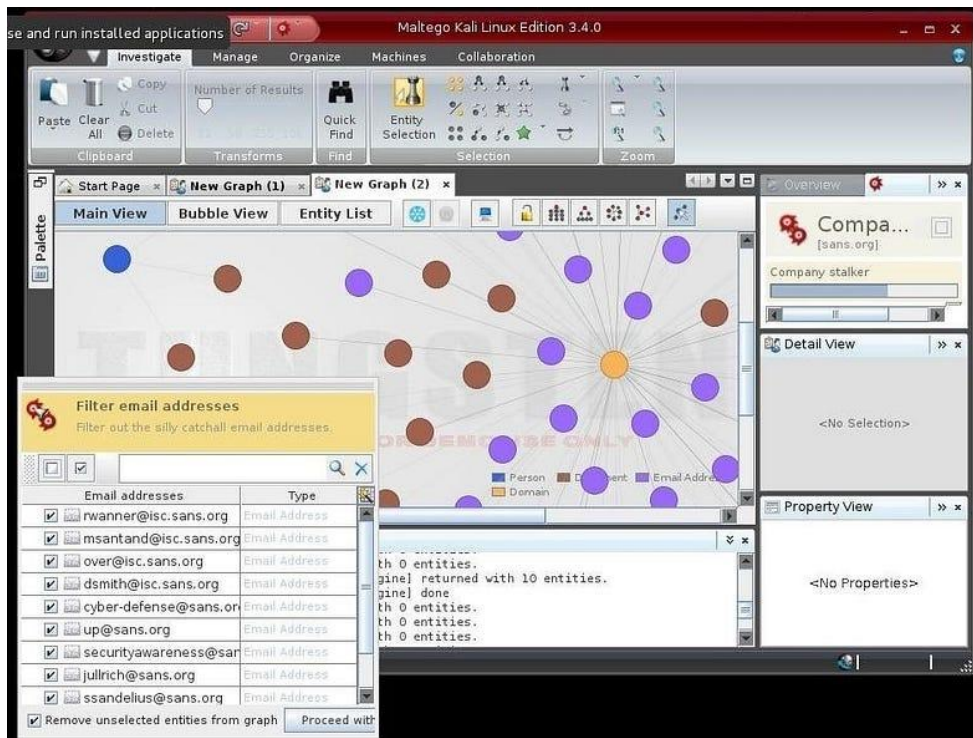 se and run installed applications
Maltego Kali Linux Edition 3.4.0
Investigate Manage Organize Machines Collaboration
Paste
Clear All
Copy
Cut
Delete
Clipboard
Number of Results
Transforms
Quick Find
Find
Entity Selection
Selection
Zoom
Palette
Start Page
New Graph (1)
New Graph (2)
Main View
Bubble View
Entity List
Overview
Compa...
[sans.org]
Company stalker
TUNGSTEN
Person
Email Addre
Domain
Detail View
<No Selection>
Property View
<No Properties>
Filter email addresses
Filter out the silly catchall email addresses.
Email addresses Type
rwanner@isc.sans.org Email Address
msantand@isc.sans.org Email Address
over@isc.sans.org Email Address
dsmith@isc.sans.org Email Address
cyber-defense@sans.or Email Address
up@sans.org Email Address
securityawareness@sar Email Address
jullrich@sans.org Email Address
ssandelius@sans.org Email Address
Remove unselected entities from graph
Proceed with
th 0 entities.
gine] returned with 10 entities.
gine] done
th 0 entities.
th 0 entities.
th 0 entities.